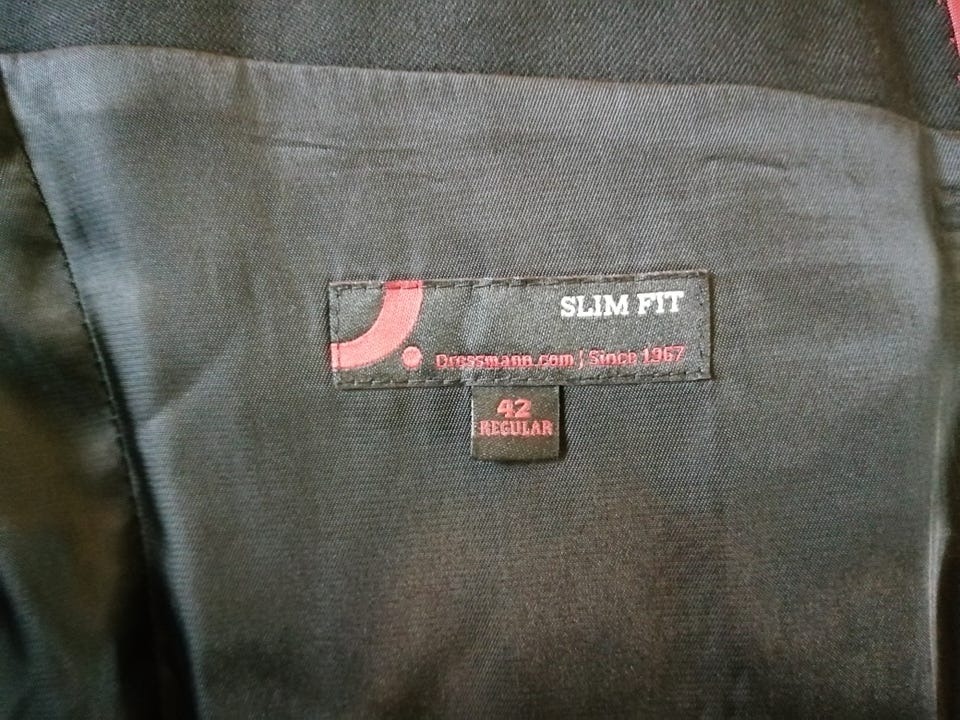 SLIM FIT
Dressmann.com | Since 1967
42
REGULAR